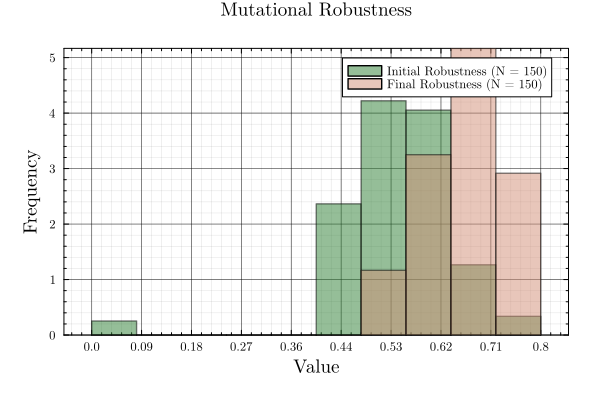 Mutational Robustness
Initial Robustness (N = 150)
Final Robustness (N = 150)
Frequency
5
4
3
2
1
0
0.0 0.09 0.18 0.27 0.36 0.44 0.53 0.62 0.71 0.8
Value